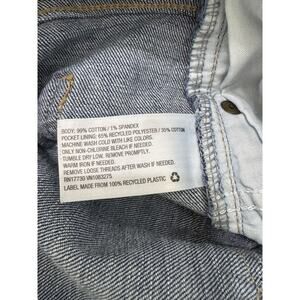 BODY: 99% COTTON / 1% SPANDEX
POCKET LINING: 65% RECYCLED POLYESTER / 35% COTTON
MACHINE WASH COLD WITH LIKE COLORS.
ONLY NON-CHLORINE BLEACH IF NEEDED.
TUMBLE DRY LOW. REMOVE PROMPTLY.
WARM IRON IF NEEDED.
REMOVE LOOSE THREADS AFTER WASH IF NEEDED.
RN17730 VN1083275
LABEL MADE FROM 100% RECYCLED PLASTIC